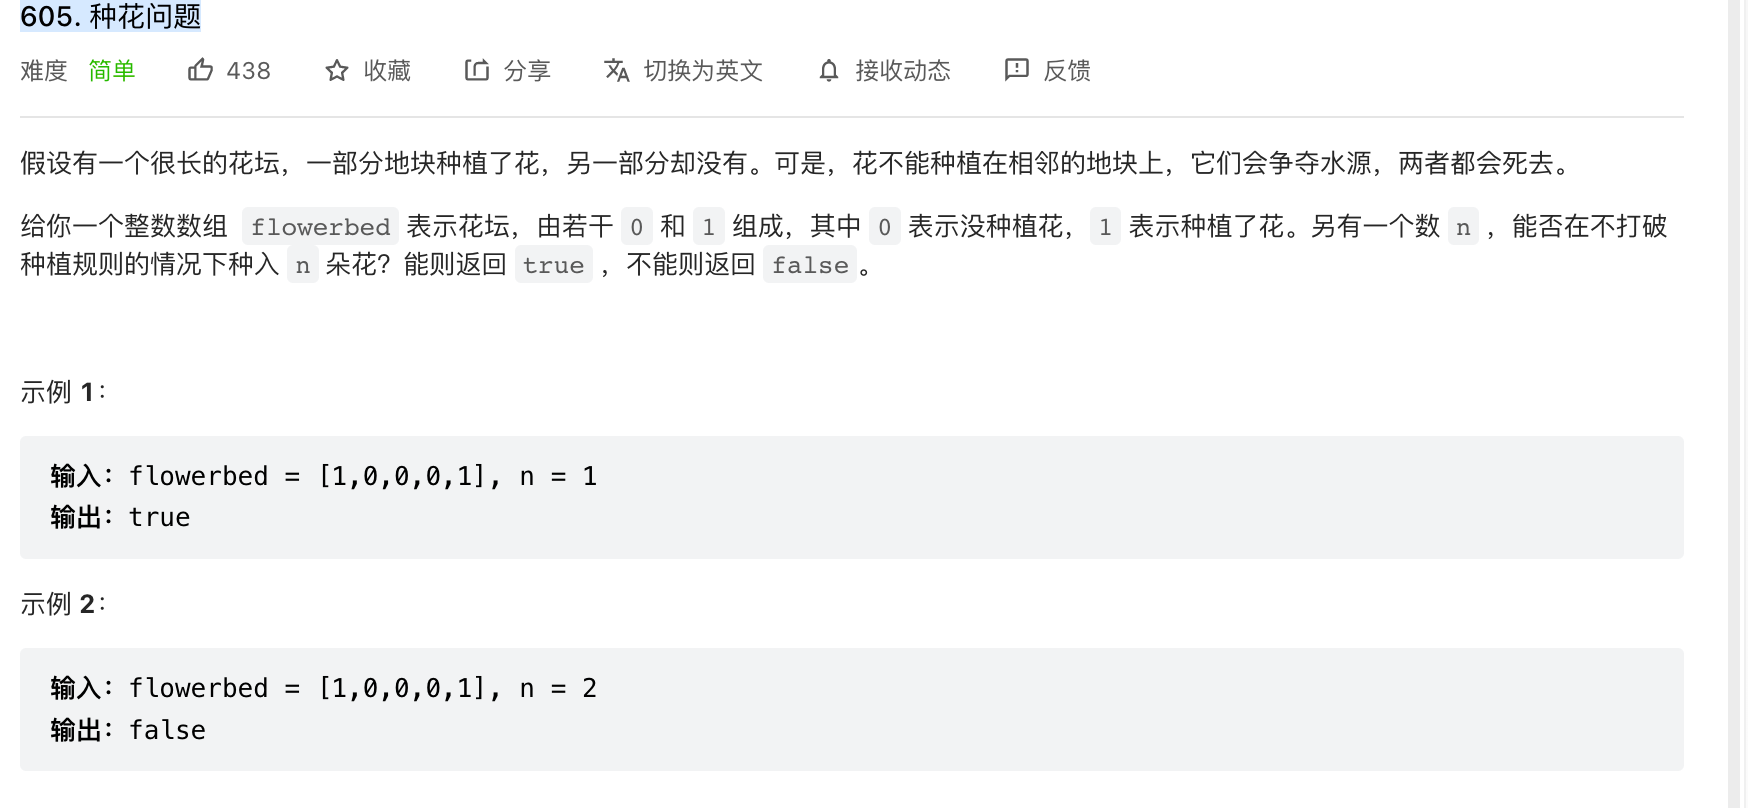 605. 种花问题
难度 简单 438 收藏 分享 切换为英文 接收动态 反馈
假设有一个很长的花坛，一部分地块种植了花，另一部分却没有。可是，花不能种植在相邻的地块上，它们会争夺水源，两者都会死去。
给你一个整数数组 flowerbed 表示花坛，由若干 0 和 1 组成，其中 0 表示没种植花，1 表示种植了花。另有一个数 n ，能否在不打破
种植规则的情况下种入 n 朵花？能则返回 true ，不能则返回 false 。
示例 1：
输入：flowerbed = [1,0,0,0,1], n = 1
输出：true
示例 2：
输入：flowerbed = [1,0,0,0,1], n = 2
输出：false